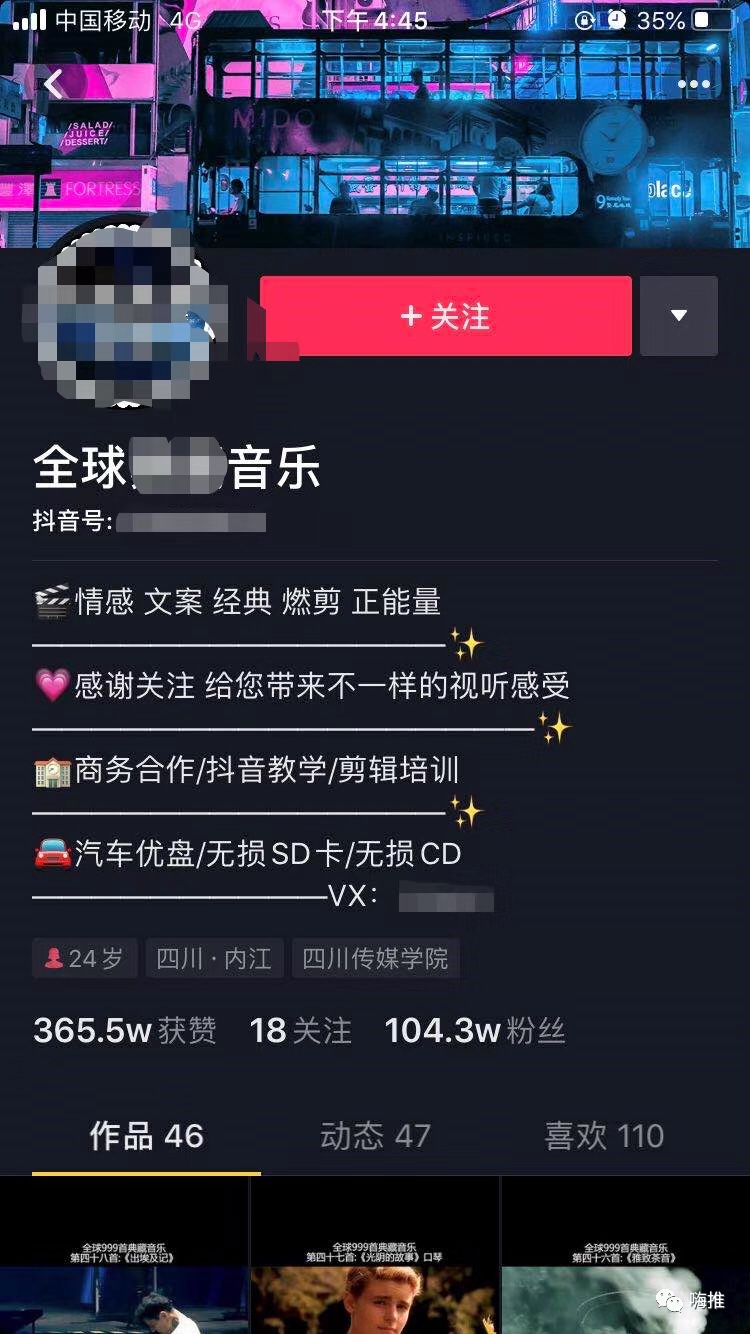 中国移动 4G 下午4:45 35%
MIDO
/SALAD/
/JUICE/
/DESSERT/
FORTRESS
place
INSPIRED
+ 关注
全球 音乐
抖音号:
情感 文案 经典 燃剪 正能量
感谢关注 给您带来不一样的视听感受
商务合作/抖音教学/剪辑培训
汽车优盘/无损SD卡/无损CD
VX：
24岁 四川 · 内江 四川传媒学院
365.5w获赞 18关注 104.3w粉丝
作品 46 动态 47 喜欢 110
全球999首典藏音乐
第四十八首:《出埃及记》
全球999首典藏音乐
第四十七首:《光阴的故事》口琴
全球999首典藏音乐
第四十六首:《雅致茶音》
嗨推